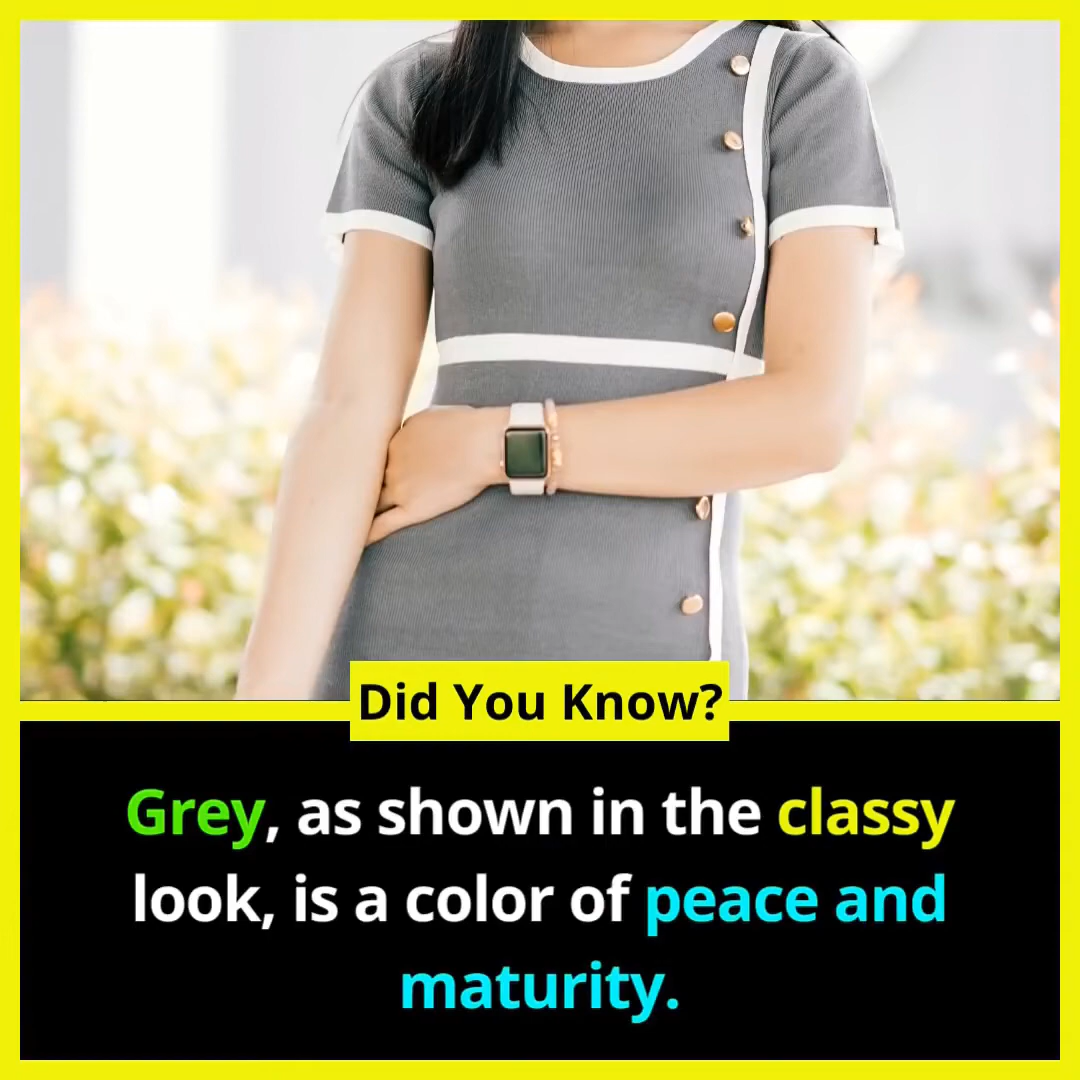 Did You Know?
Grey, as shown in the classy
look, is a color of peace and
maturity.